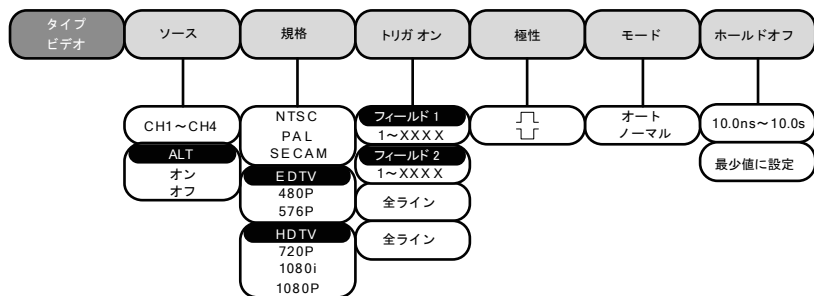 タイプ
ビデオ
ソース
規格
トリガ オン
極性
モード
ホールドオフ
CH1~CH4
ALT
オン
オフ
NTSC
PAL
SECAM
EDTV
480P
576P
HDTV
720P
1080i
1080P
フィールド 1
1~XXXX
フィールド 2
1~XXXX
全ライン
全ライン
オート
ノーマル
10.0ns~10.0s
最少値に設定